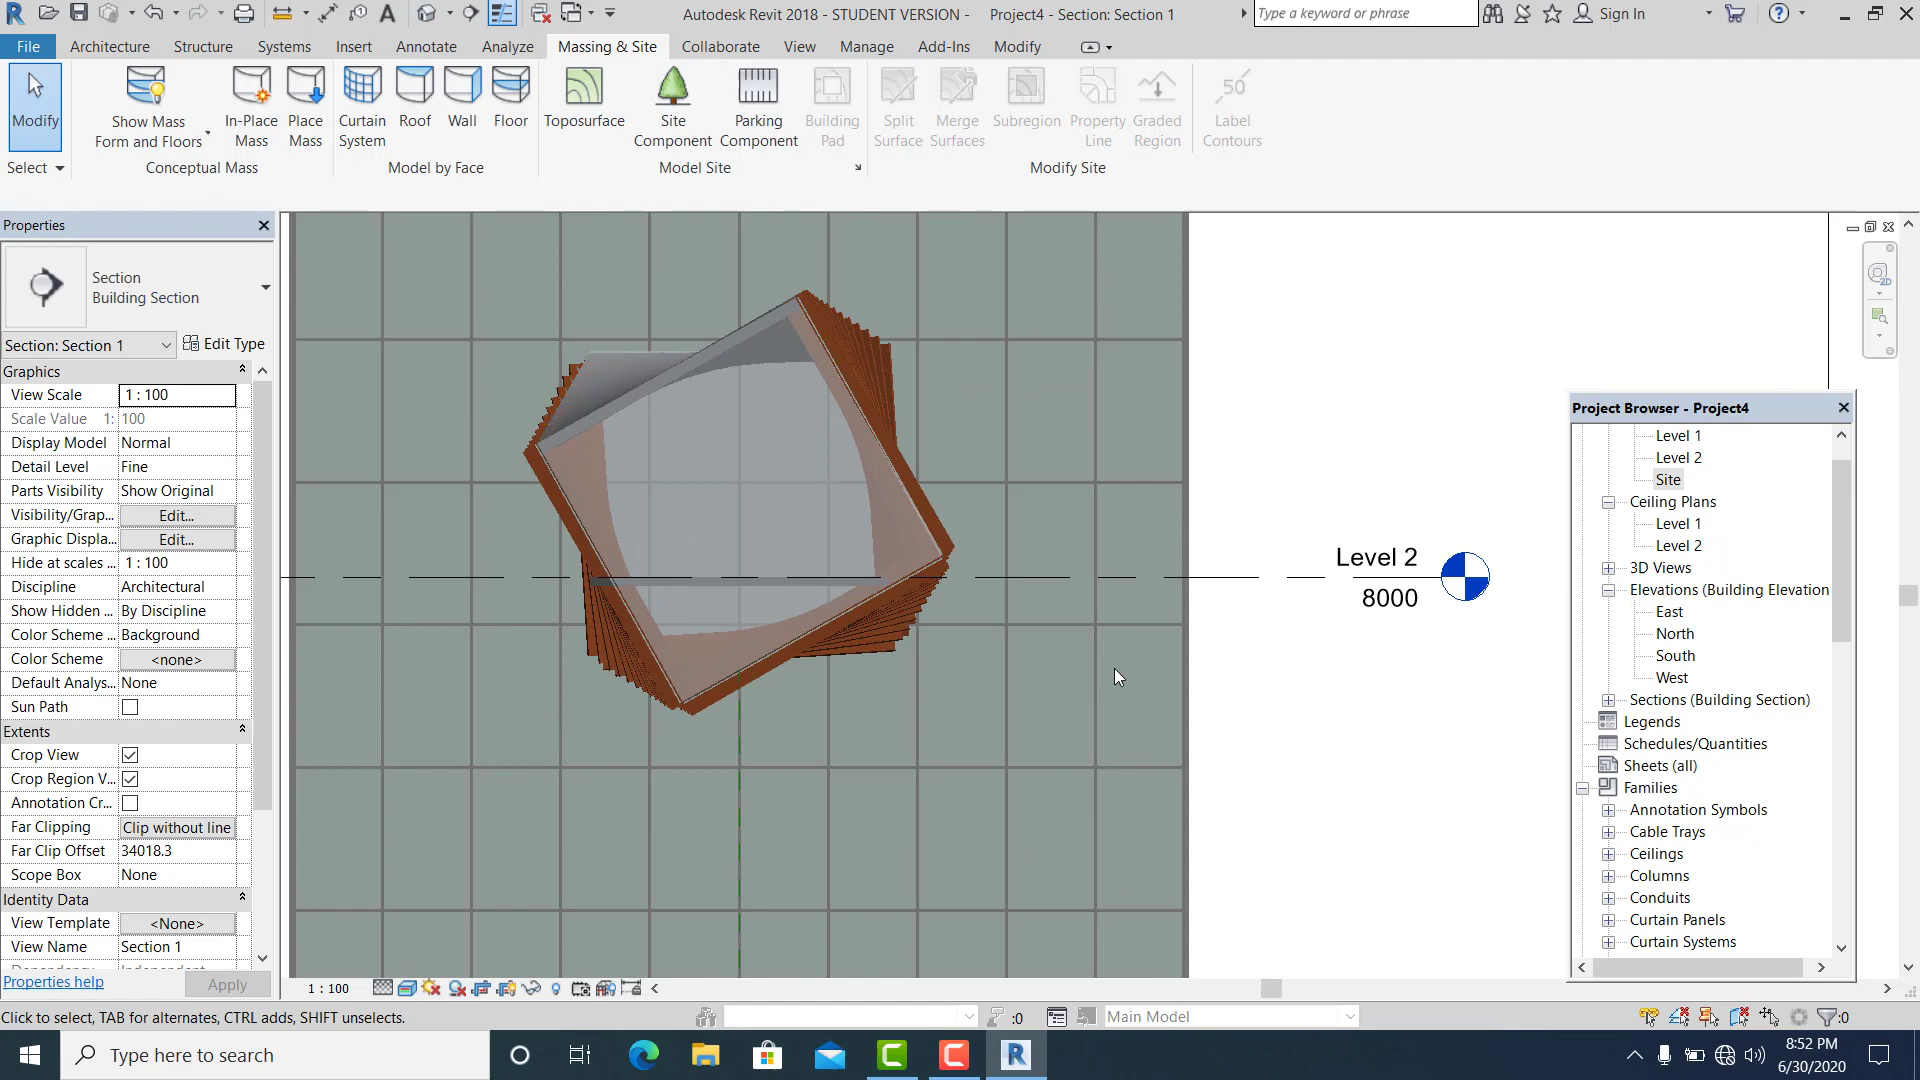 Autodesk Revit 2018 - STUDENT VERSION -    Project4 - Section: Section 1
Type a keyword or phrase
Sign In
File
Architecture
Structure
Systems
Insert
Annotate
Analyze
Massing & Site
Collaborate
View
Manage
Add-Ins
Modify
Modify
Show Mass
Form and Floors
In-Place
Mass
Place
Mass
Curtain
System
Roof
Wall
Floor
Toposurface
Site
Component
Parking
Component
Building
Pad
Split
Surface
Merge
Surfaces
Subregion
Property
Line
Graded
Region
50
Label
Contours
Select
Conceptual Mass
Model by Face
Model Site
Modify Site
Properties
Section
Building Section
Section: Section 1
Edit Type
Graphics
View Scale 1 : 100
Scale Value 1: 100
Display Model Normal
Detail Level Fine
Parts Visibility Show Original
Visibility/Grap... Edit...
Graphic Displa... Edit...
Hide at scales ... 1 : 100
Discipline Architectural
Show Hidden ... By Discipline
Color Scheme ... Background
Color Scheme <none>
Default Analys... None
Sun Path
Extents
Crop View
Crop Region V...
Annotation Cr...
Far Clipping Clip without line
Far Clip Offset 34018.3
Scope Box None
Identity Data
View Template <None>
View Name Section 1
Dependency Independent
Properties help
Apply
2D
Level 2
8000
Project Browser - Project4
Level 1
Level 2
Site
Ceiling Plans
Level 1
Level 2
3D Views
Elevations (Building Elevation
East
North
South
West
Sections (Building Section)
Legends
Schedules/Quantities
Sheets (all)
Families
Annotation Symbols
Cable Trays
Ceilings
Columns
Conduits
Curtain Panels
Curtain Systems
1 : 100
Click to select, TAB for alternates, CTRL adds, SHIFT unselects.
:0
Main Model
:0
Type here to search
8:52 PM
6/30/2020